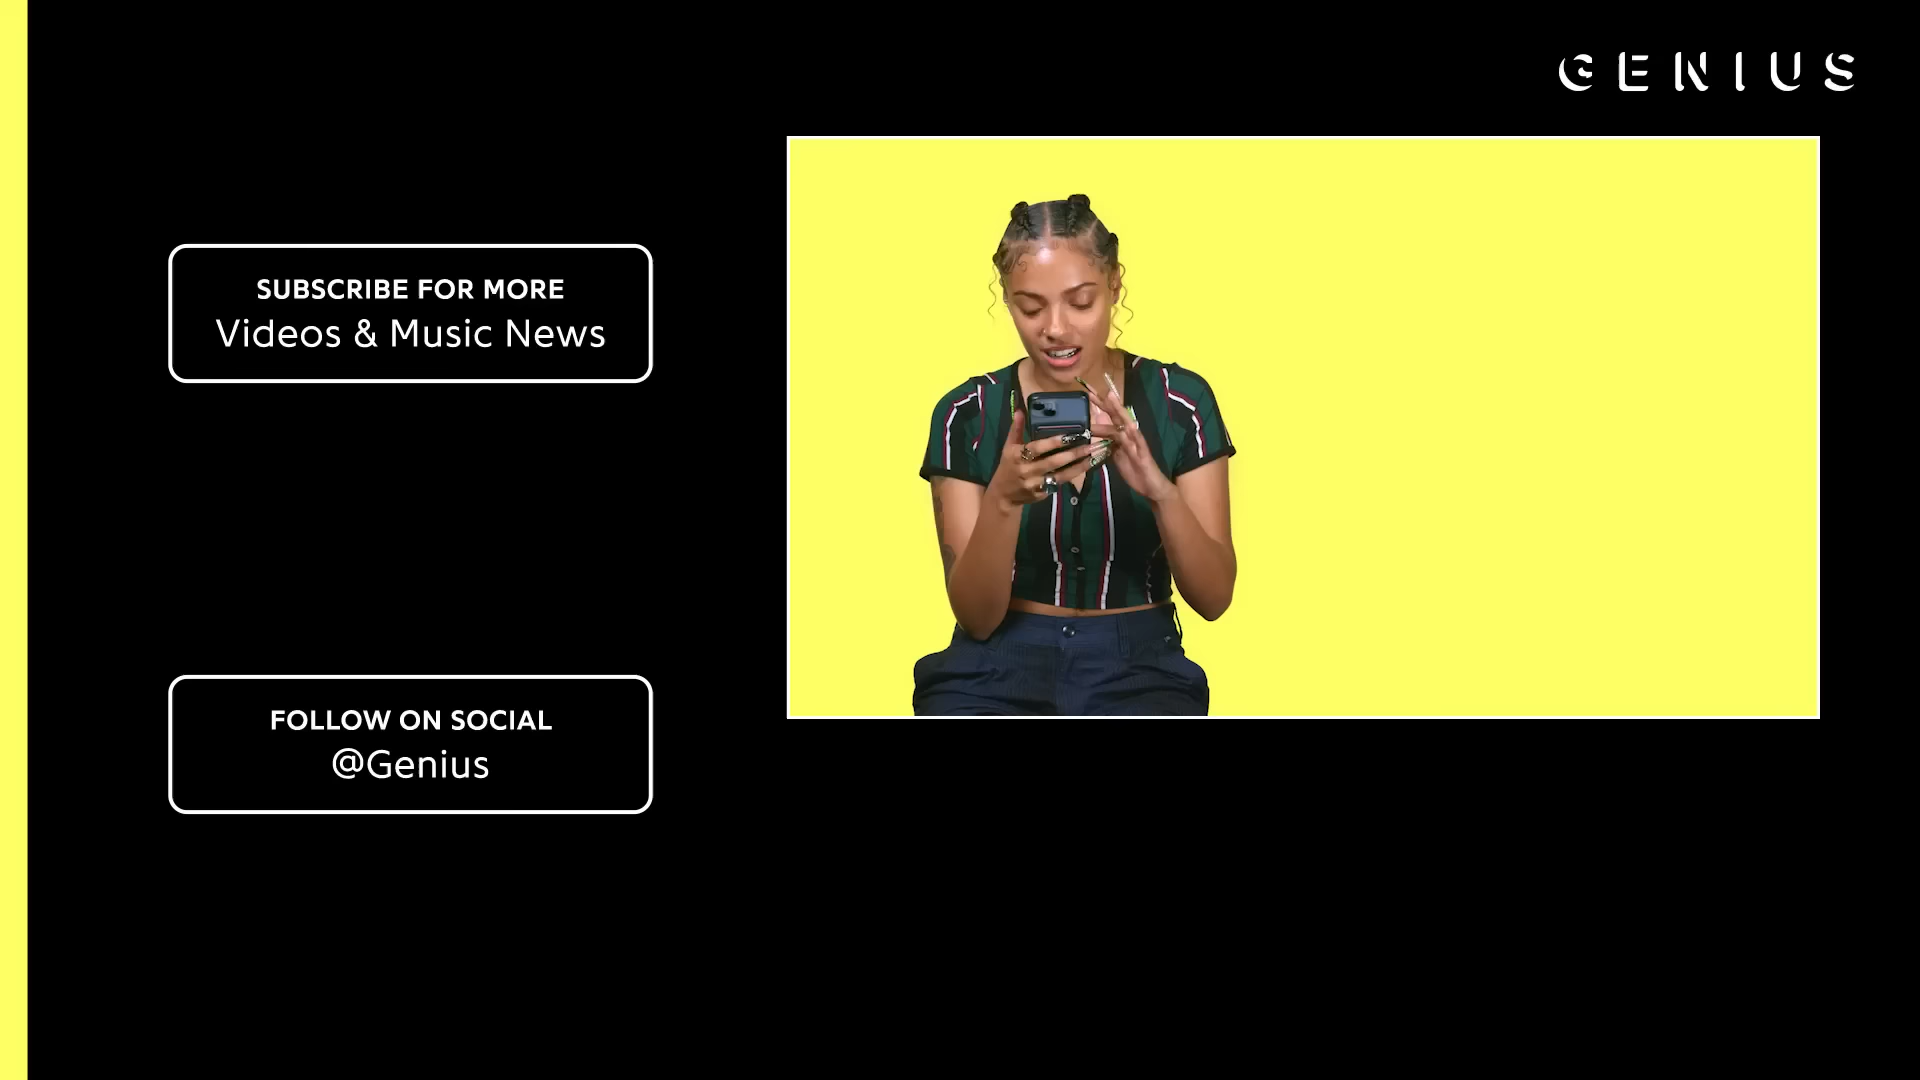 GENIUS
SUBSCRIBE FOR MORE
Videos & Music News
FOLLOW ON SOCIAL
@Genius